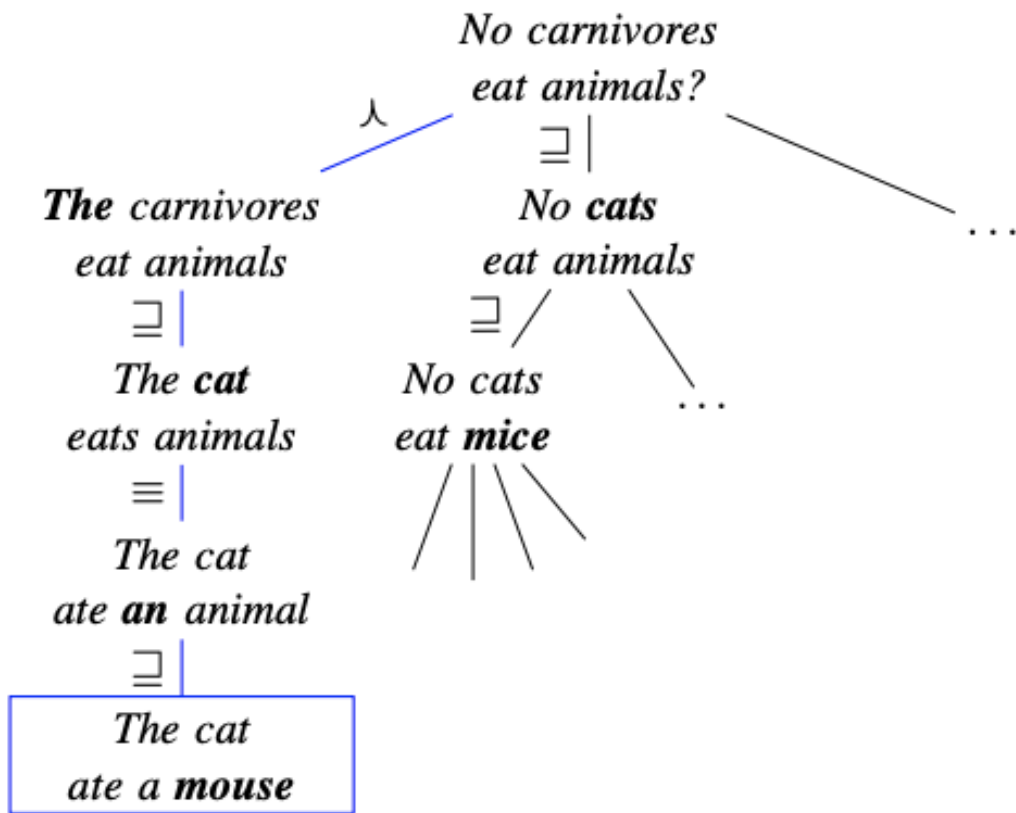 No carnivores
eat animals?
⋏
⊒
The carnivores
eat animals
No cats
eat animals
...
⊒
⊒
The cat
eats animals
No cats
eat mice
...
≡
The cat
ate an animal
⊒
The cat
ate a mouse